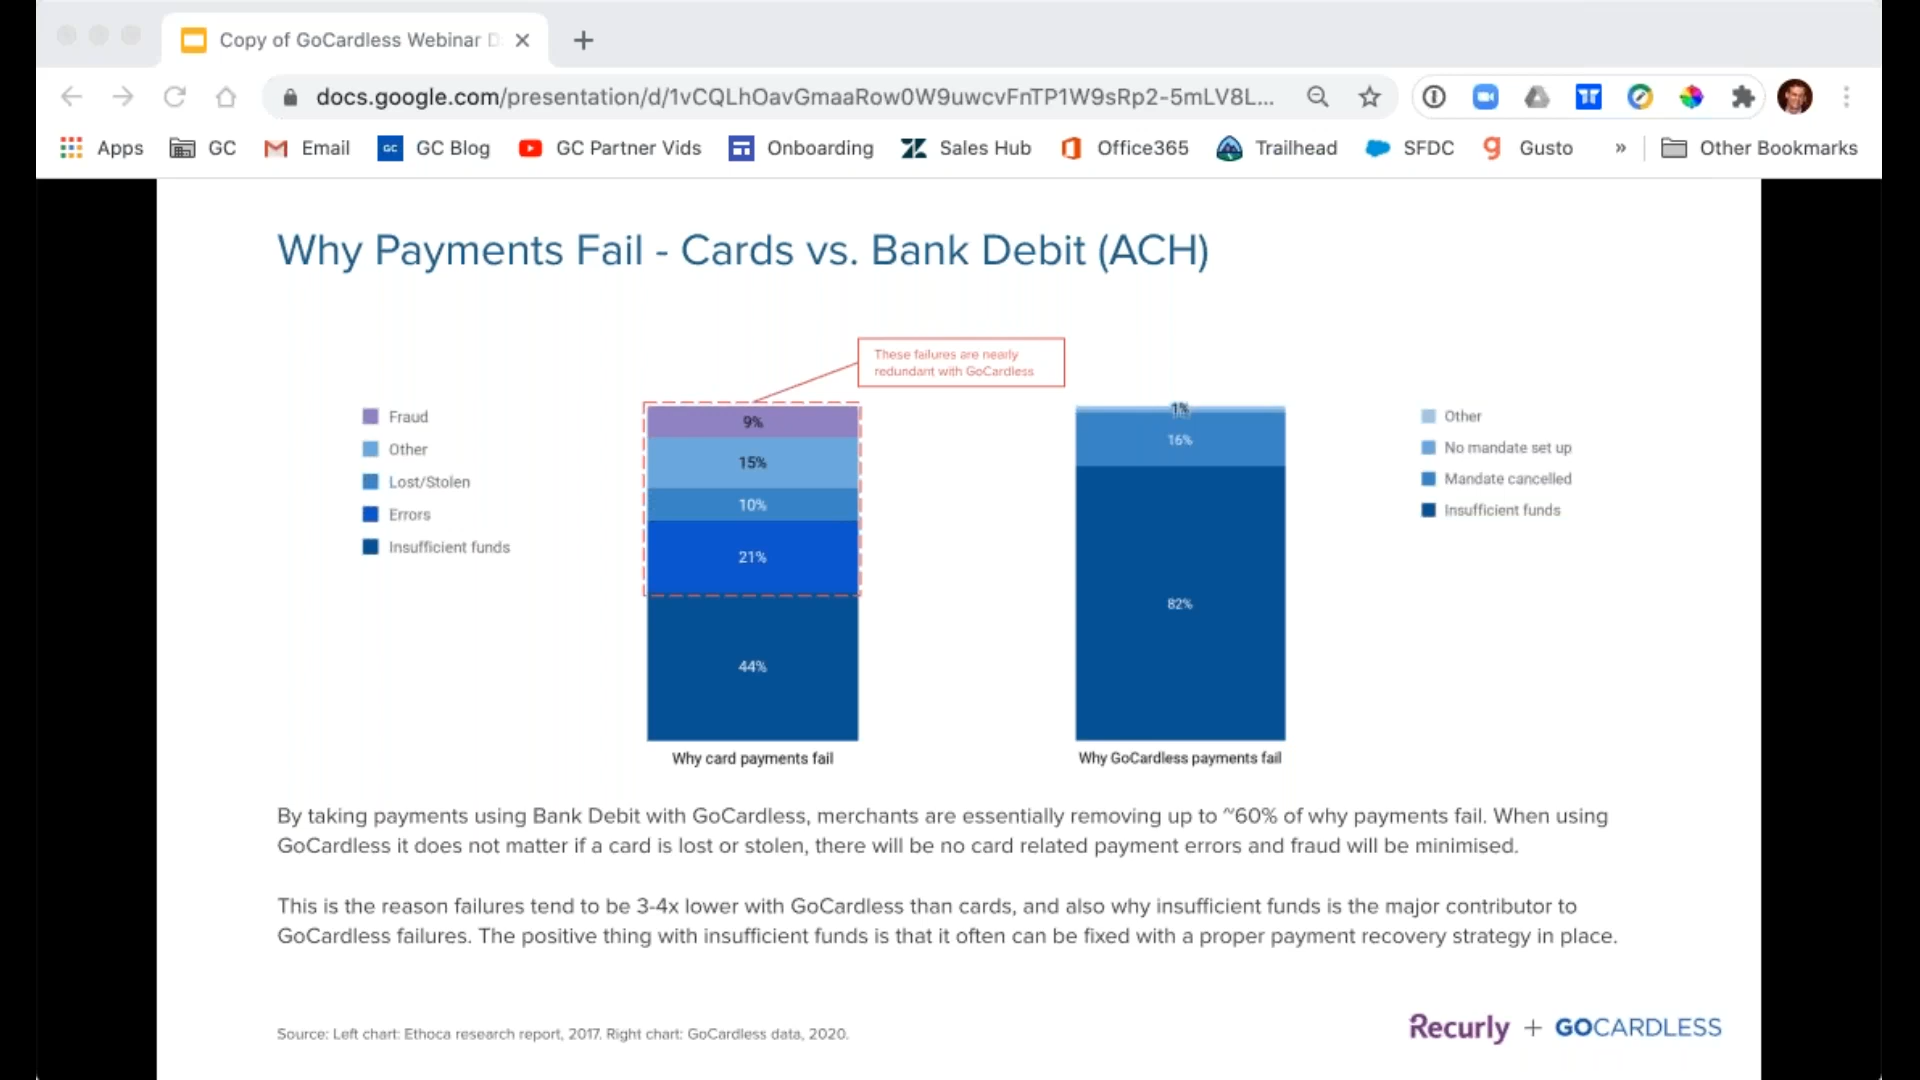 Copy of GoCardless Webinar D
docs.google.com/presentation/d/1vCQLhOavGmaaRow0W9uwcvFnTP1W9sRp2-5mLV8L...
Apps GC Email GC GC Blog GC Partner Vids Onboarding Sales Hub Office365 Trailhead SFDC Gusto » Other Bookmarks
Why Payments Fail - Cards vs. Bank Debit (ACH)
These failures are nearly
redundant with GoCardless
Fraud
Other
Lost/Stolen
Errors
Insufficient funds
9%
15%
10%
21%
44%
Why card payments fail
1%
16%
82%
Why GoCardless payments fail
Other
No mandate set up
Mandate cancelled
Insufficient funds
By taking payments using Bank Debit with GoCardless, merchants are essentially removing up to ~60% of why payments fail. When using
GoCardless it does not matter if a card is lost or stolen, there will be no card related payment errors and fraud will be minimised.
This is the reason failures tend to be 3-4x lower with GoCardless than cards, and also why insufficient funds is the major contributor to
GoCardless failures. The positive thing with insufficient funds is that it often can be fixed with a proper payment recovery strategy in place.
Source: Left chart: Ethoca research report, 2017. Right chart: GoCardless data, 2020.
Recurly + GOCARDLESS